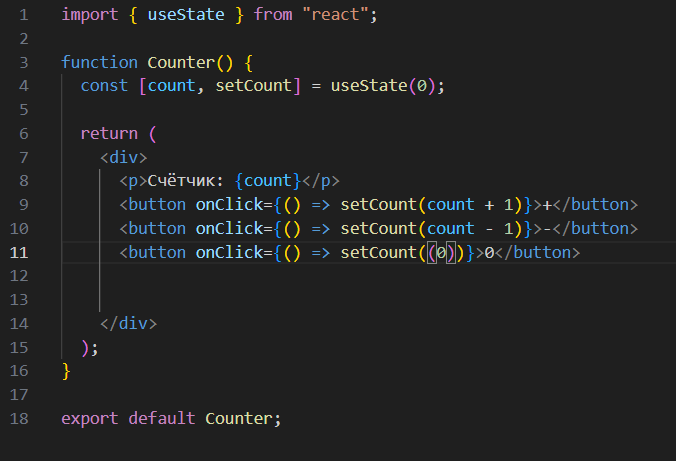 1 import { useState } from "react";
2
3 function Counter() {
4   const [count, setCount] = useState(0);
5
6   return (
7     <div>
8       <p>Счётчик: {count}</p>
9       <button onClick={() => setCount(count + 1)}>+</button>
10       <button onClick={() => setCount(count - 1)}>-</button>
11       <button onClick={() => setCount((0))}>0</button>
12
13
14     </div>
15   );
16 }
17
18 export default Counter;